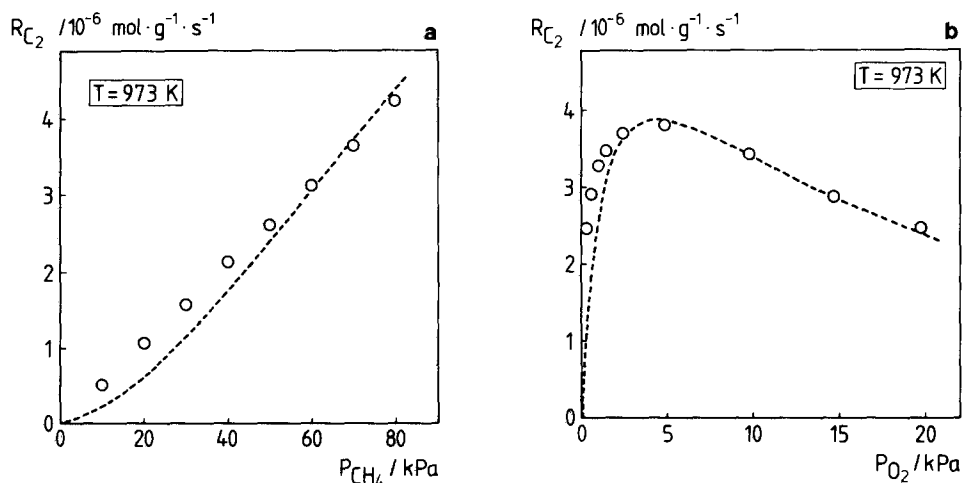 R_C₂ /10⁻⁶ mol·g⁻¹·s⁻¹ a
T = 973 K
4
3
2
1
0
0 20 40 60 80
P_CH₄ / kPa
R_C₂ /10⁻⁶ mol·g⁻¹·s⁻¹ b
T = 973 K
4
3
2
1
0
0 5 10 15 20
P_O₂ / kPa